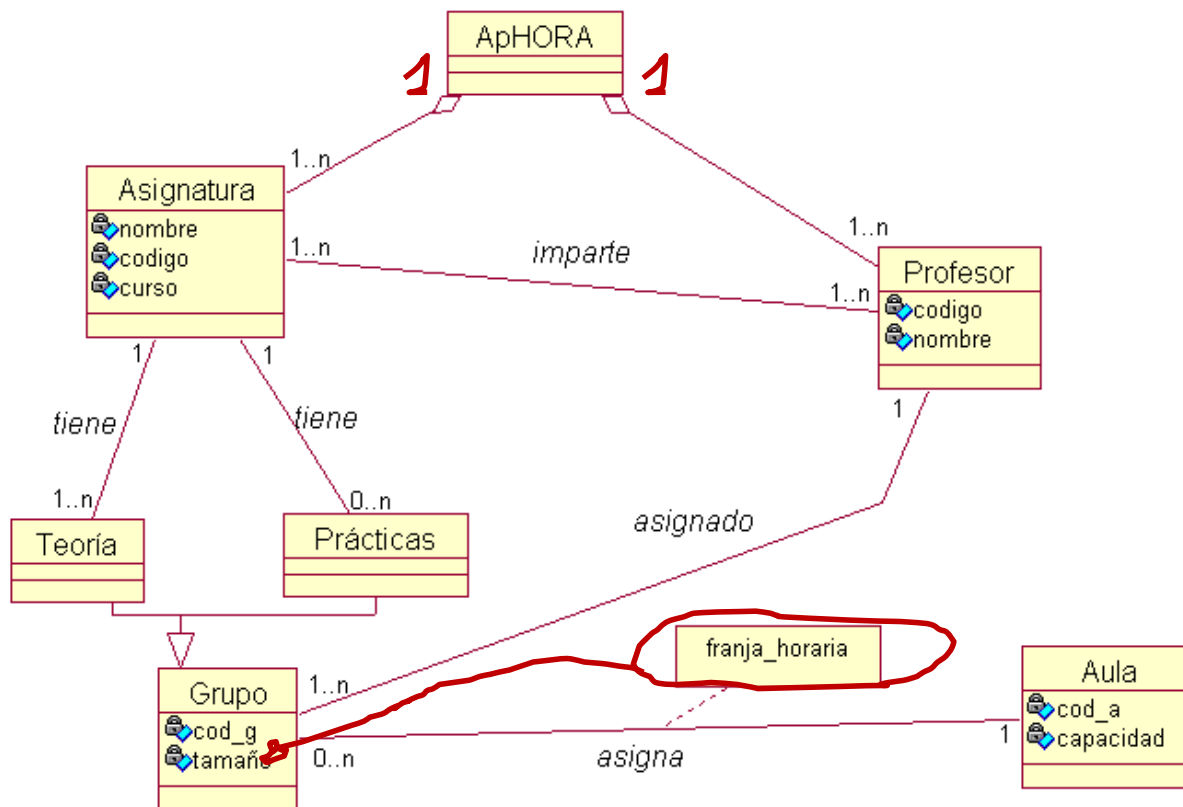 ApHORA
1
1
1..n
Asignatura
nombre
codigo
curso
1..n
imparte
1..n
1..n
Profesor
codigo
nombre
1
1
1
tiene
tiene
1..n
0..n
Teoría
Prácticas
asignado
franja_horaria
Grupo
cod_g
tamaño
1..n
0..n
asigna
1
Aula
cod_a
capacidad